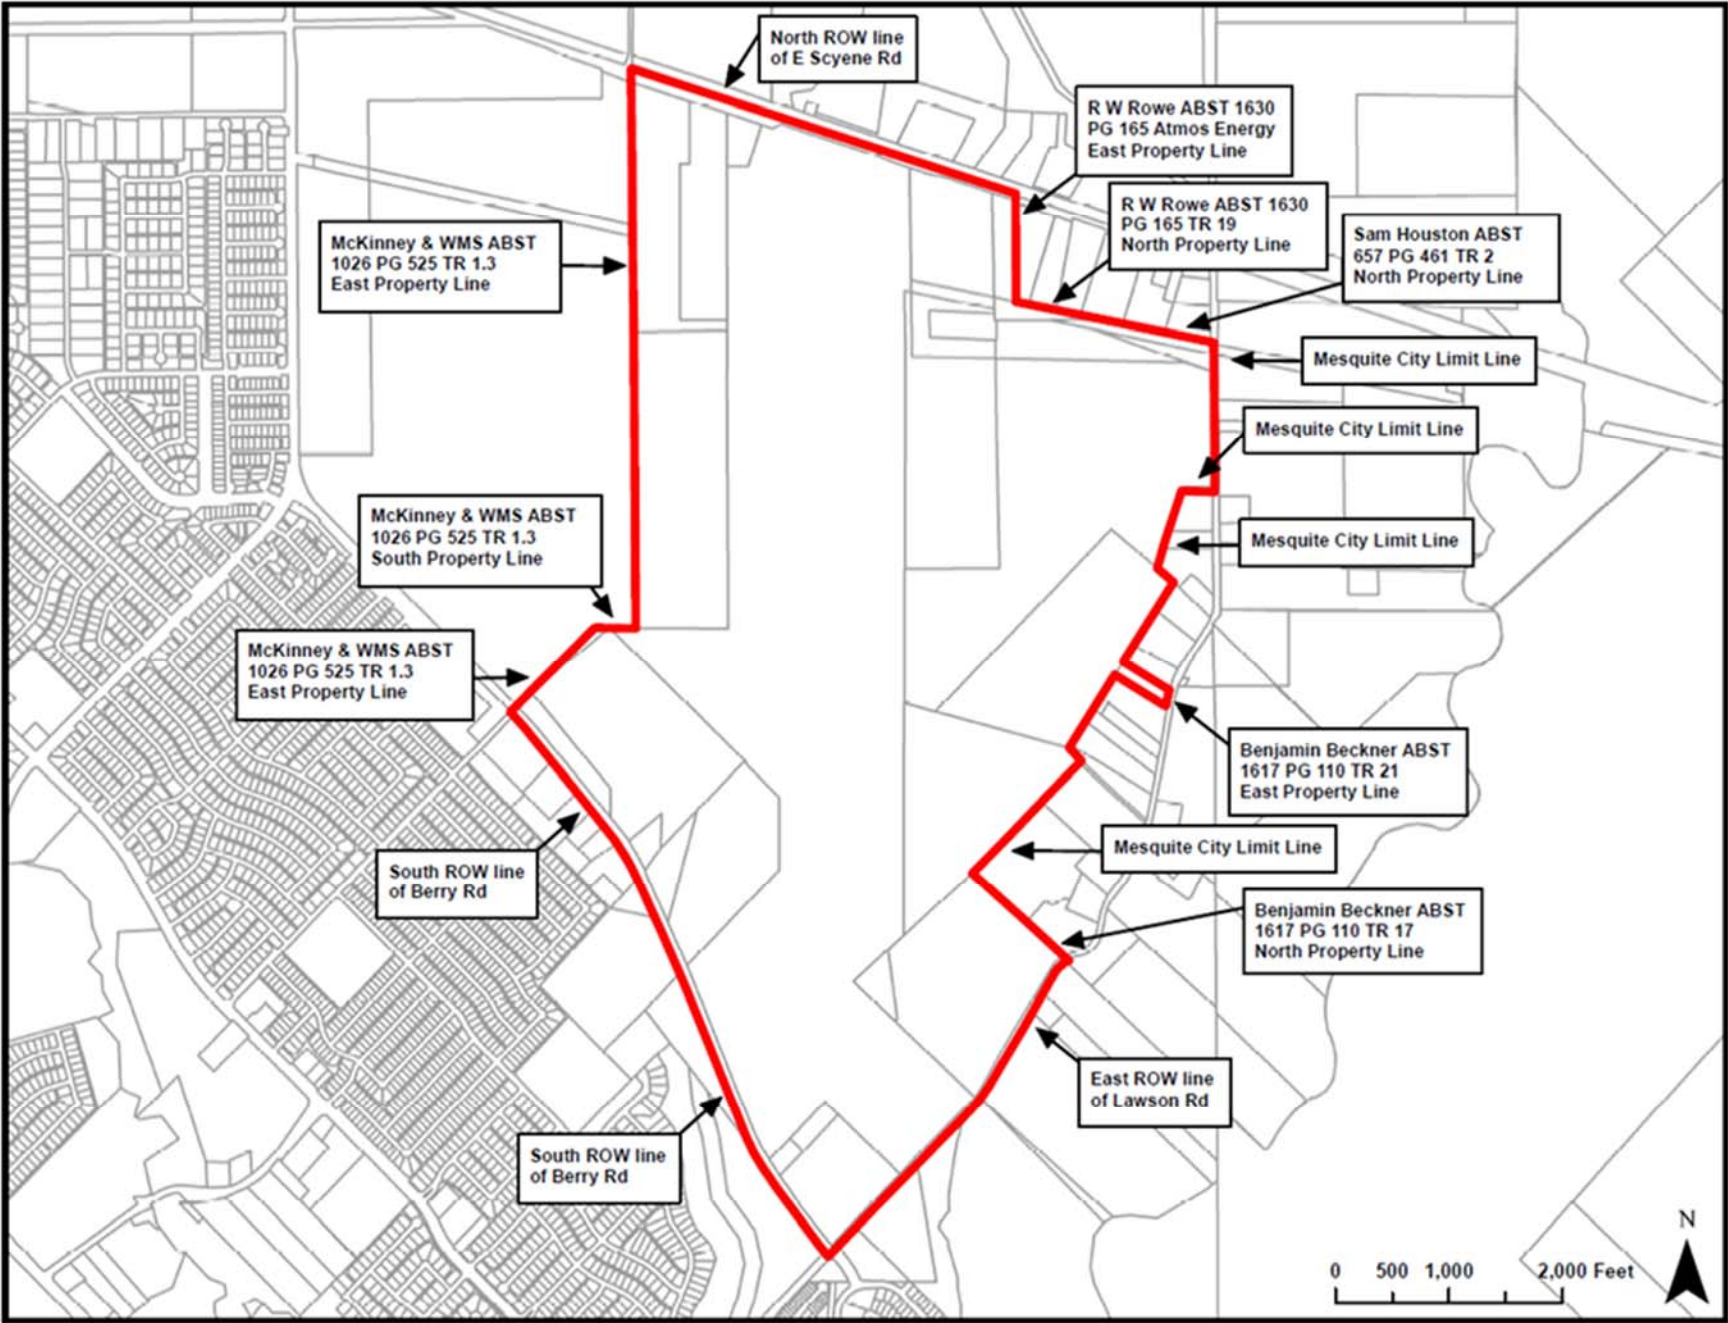 North ROW line
of E Scyene Rd
R W Rowe ABST 1630
PG 165 Atmos Energy
East Property Line
R W Rowe ABST 1630
PG 165 TR 19
North Property Line
Sam Houston ABST
657 PG 461 TR 2
North Property Line
McKinney & WMS ABST
1026 PG 525 TR 1.3
East Property Line
Mesquite City Limit Line
Mesquite City Limit Line
McKinney & WMS ABST
1026 PG 525 TR 1.3
South Property Line
Mesquite City Limit Line
McKinney & WMS ABST
1026 PG 525 TR 1.3
East Property Line
Benjamin Beckner ABST
1617 PG 110 TR 21
East Property Line
Mesquite City Limit Line
South ROW line
of Berry Rd
Benjamin Beckner ABST
1617 PG 110 TR 17
North Property Line
East ROW line
of Lawson Rd
South ROW line
of Berry Rd
N
0 500 1,000 2,000 Feet